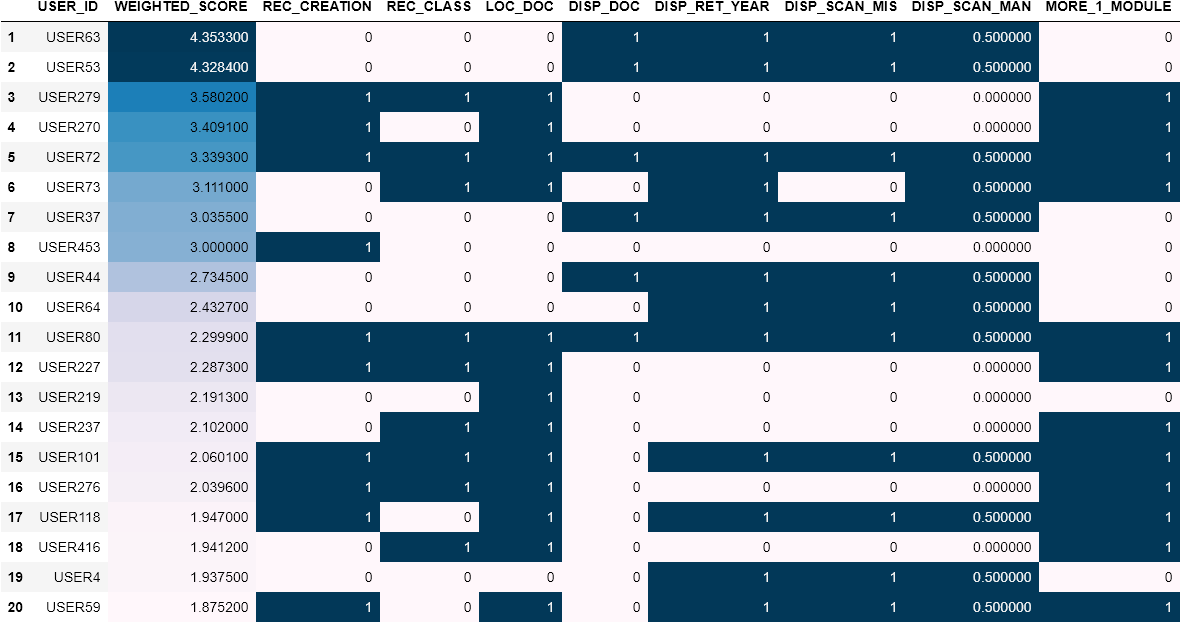 USER_ID WEIGHTED_SCORE REC_CREATION REC_CLASS LOC_DOC DISP_DOC DISP_RET_YEAR DISP_SCAN_MIS DISP_SCAN_MAN MORE_1_MODULE
1 USER63 4.353300 0 0 0 1 1 1 0.500000 0
2 USER53 4.328400 0 0 0 1 1 1 0.500000 0
3 USER279 3.580200 1 1 1 0 0 0 0.000000 1
4 USER270 3.409100 1 0 1 0 0 0 0.000000 1
5 USER72 3.339300 1 1 1 1 1 1 0.500000 1
6 USER73 3.111000 0 1 1 0 1 0 0.500000 1
7 USER37 3.035500 0 0 0 1 1 1 0.500000 0
8 USER453 3.000000 1 0 0 0 0 0 0.000000 0
9 USER44 2.734500 0 0 0 1 1 1 0.500000 0
10 USER64 2.432700 0 0 0 0 1 1 0.500000 0
11 USER80 2.299900 1 1 1 1 1 1 0.500000 1
12 USER227 2.287300 1 1 1 0 0 0 0.000000 1
13 USER219 2.191300 0 0 1 0 0 0 0.000000 0
14 USER237 2.102000 0 1 1 0 0 0 0.000000 1
15 USER101 2.060100 1 1 1 0 1 1 0.500000 1
16 USER276 2.039600 1 1 1 0 0 0 0.000000 1
17 USER118 1.947000 1 0 1 0 1 1 0.500000 1
18 USER416 1.941200 0 1 1 0 0 0 0.000000 1
19 USER4 1.937500 0 0 0 0 1 1 0.500000 0
20 USER59 1.875200 1 0 1 0 1 1 0.500000 1